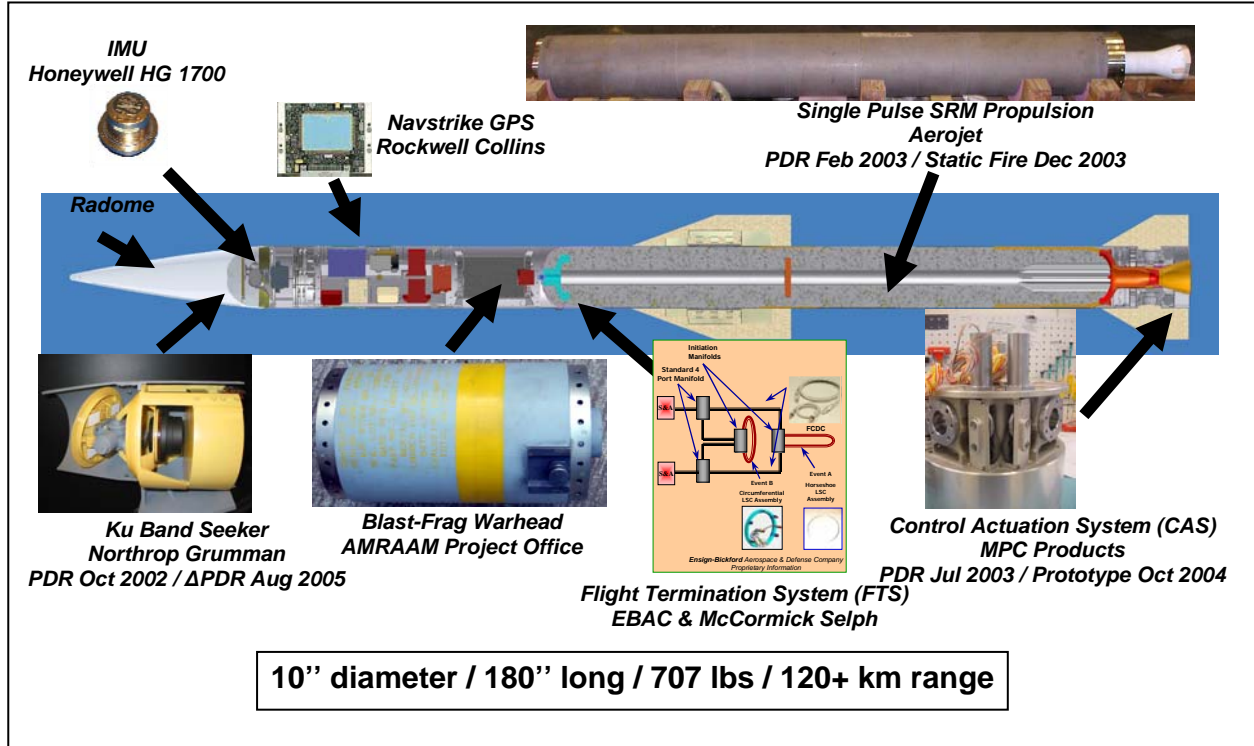 IMU
Honeywell HG 1700
Navstrike GPS
Rockwell Collins
Single Pulse SRM Propulsion
Aerojet
PDR Feb 2003 / Static Fire Dec 2003
Radome
Ku Band Seeker
Northrop Grumman
PDR Oct 2002 / ΔPDR Aug 2005
Blast-Frag Warhead
AMRAAM Project Office
Initiation
Manifolds
Standard 4
Port Manifold
S&A
FCDC
S&A
Event A
Horseshoe
LSC
Assembly
Event B
Circumferential
LSC Assembly
Ensign-Bickford Aerospace & Defense Company
Proprietary Information
Flight Termination System (FTS)
EBAC & McCormick Selph
Control Actuation System (CAS)
MPC Products
PDR Jul 2003 / Prototype Oct 2004
10’’ diameter / 180’’ long / 707 lbs / 120+ km range